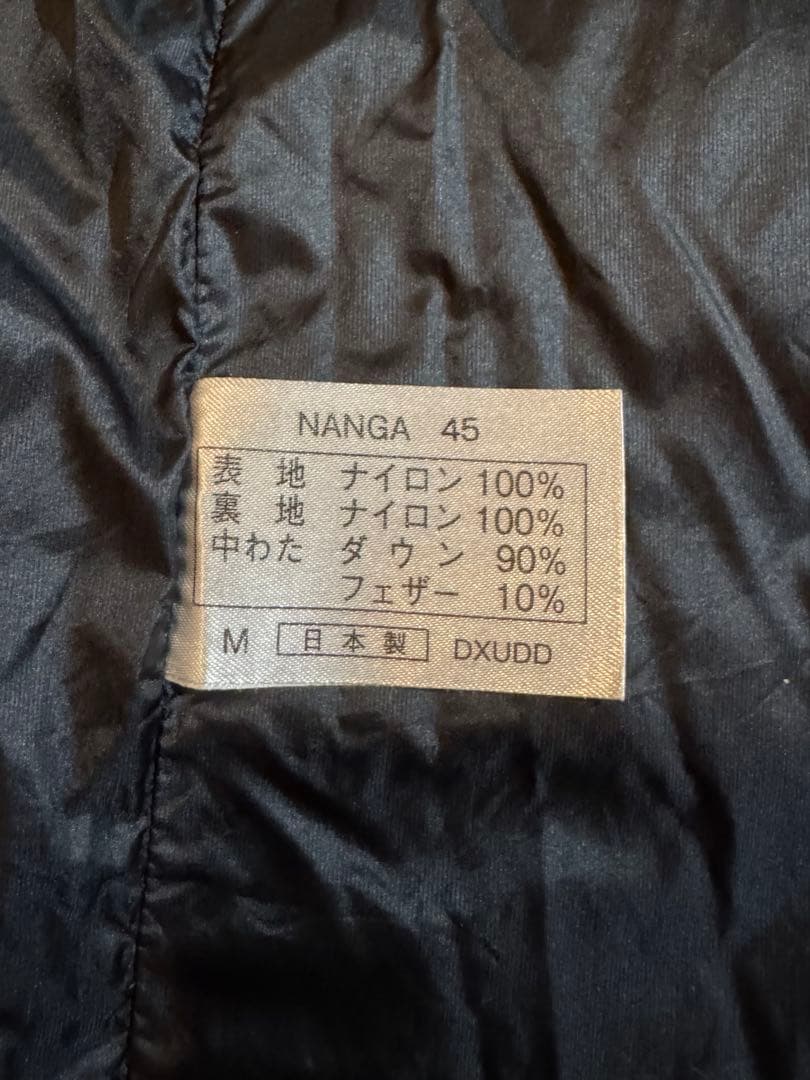 NANGA 45
表 地 ナイロン 100%
裏 地 ナイロン 100%
中わた ダウン 90%
フェザー 10%
M 日本製 DXUDD